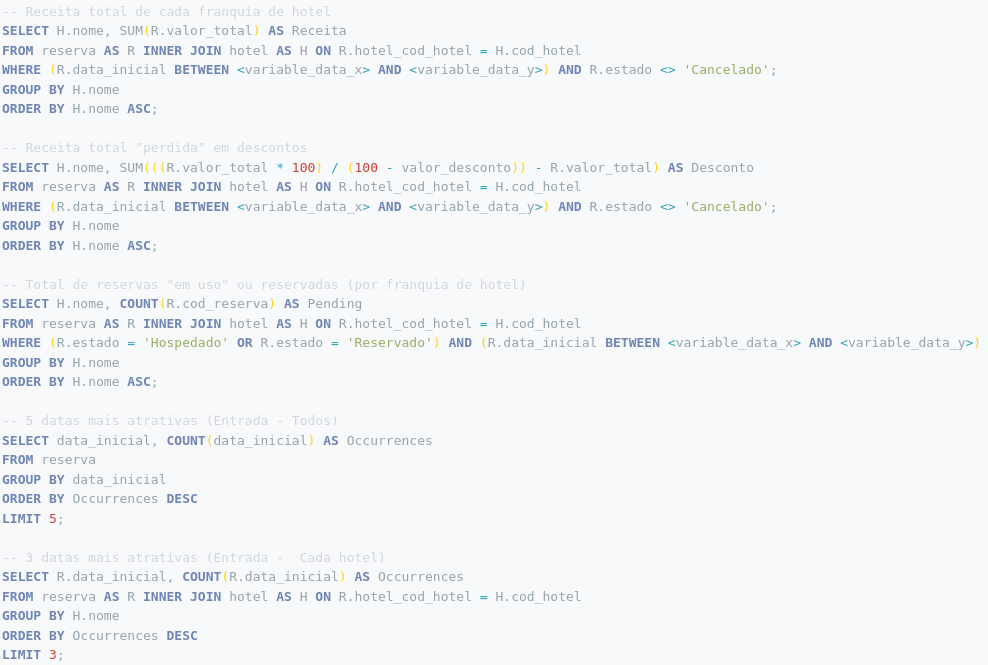 -- Receita total de cada franquia de hotel
SELECT H.nome, SUM(R.valor_total) AS Receita
FROM reserva AS R INNER JOIN hotel AS H ON R.hotel_cod_hotel = H.cod_hotel
WHERE (R.data_inicial BETWEEN <variable_data_x> AND <variable_data_y>) AND R.estado <> 'Cancelado';
GROUP BY H.nome
ORDER BY H.nome ASC;
-- Receita total "perdida" em descontos
SELECT H.nome, SUM(((R.valor_total * 100) / (100 - valor_desconto)) - R.valor_total) AS Desconto
FROM reserva AS R INNER JOIN hotel AS H ON R.hotel_cod_hotel = H.cod_hotel
WHERE (R.data_inicial BETWEEN <variable_data_x> AND <variable_data_y>) AND R.estado <> 'Cancelado';
GROUP BY H.nome
ORDER BY H.nome ASC;
-- Total de reservas "em uso" ou reservadas (por franquia de hotel)
SELECT H.nome, COUNT(R.cod_reserva) AS Pending
FROM reserva AS R INNER JOIN hotel AS H ON R.hotel_cod_hotel = H.cod_hotel
WHERE (R.estado = 'Hospedado' OR R.estado = 'Reservado') AND (R.data_inicial BETWEEN <variable_data_x> AND <variable_data_y>)
GROUP BY H.nome
ORDER BY H.nome ASC;
-- 5 datas mais atrativas (Entrada - Todos)
SELECT data_inicial, COUNT(data_inicial) AS Occurrences
FROM reserva
GROUP BY data_inicial
ORDER BY Occurrences DESC
LIMIT 5;
-- 3 datas mais atrativas (Entrada -  Cada hotel)
SELECT R.data_inicial, COUNT(R.data_inicial) AS Occurrences
FROM reserva AS R INNER JOIN hotel AS H ON R.hotel_cod_hotel = H.cod_hotel
GROUP BY H.nome
ORDER BY Occurrences DESC
LIMIT 3;